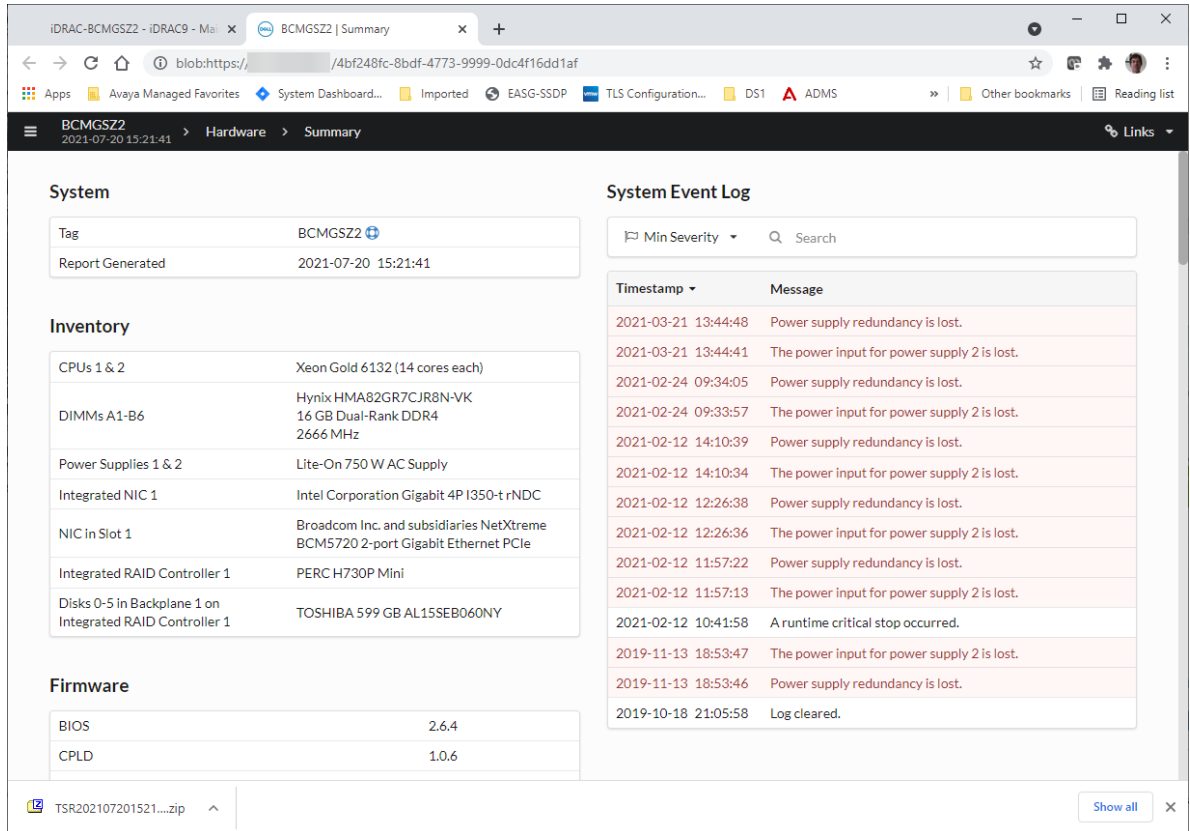 iDRAC-BCMGSZ2 - iDRAC9 - Mai
BCMGSZ2 | Summary
blob:https:// /4bf248fc-8bdf-4773-9999-0dc4f16dd1af
Apps Avaya Managed Favorites System Dashboard... Imported EASG-SSDP TLS Configuration... DS1 ADMS » Other bookmarks Reading list
BCMGSZ2
2021-07-20 15:21:41
> Hardware > Summary
Links
System
Tag BCMGSZ2
Report Generated 2021-07-20 15:21:41
Inventory
CPUs 1 & 2 Xeon Gold 6132 (14 cores each)
DIMMs A1-B6 Hynix HMA82GR7CJR8N-VK
16 GB Dual-Rank DDR4
2666 MHz
Power Supplies 1 & 2 Lite-On 750 W AC Supply
Integrated NIC 1 Intel Corporation Gigabit 4P I350-t rNDC
NIC in Slot 1 Broadcom Inc. and subsidiaries NetXtreme
BCM5720 2-port Gigabit Ethernet PCIe
Integrated RAID Controller 1 PERC H730P Mini
Disks 0-5 in Backplane 1 on
Integrated RAID Controller 1
TOSHIBA 599 GB AL15SEB060NY
Firmware
BIOS 2.6.4
CPLD 1.0.6
System Event Log
Min Severity Search
Timestamp Message
2021-03-21 13:44:48 Power supply redundancy is lost.
2021-03-21 13:44:41 The power input for power supply 2 is lost.
2021-02-24 09:34:05 Power supply redundancy is lost.
2021-02-24 09:33:57 The power input for power supply 2 is lost.
2021-02-12 14:10:39 Power supply redundancy is lost.
2021-02-12 14:10:34 The power input for power supply 2 is lost.
2021-02-12 12:26:38 Power supply redundancy is lost.
2021-02-12 12:26:36 The power input for power supply 2 is lost.
2021-02-12 11:57:22 Power supply redundancy is lost.
2021-02-12 11:57:13 The power input for power supply 2 is lost.
2021-02-12 10:41:58 A runtime critical stop occurred.
2019-11-13 18:53:47 The power input for power supply 2 is lost.
2019-11-13 18:53:46 Power supply redundancy is lost.
2019-10-18 21:05:58 Log cleared.
TSR202107201521....zip
Show all